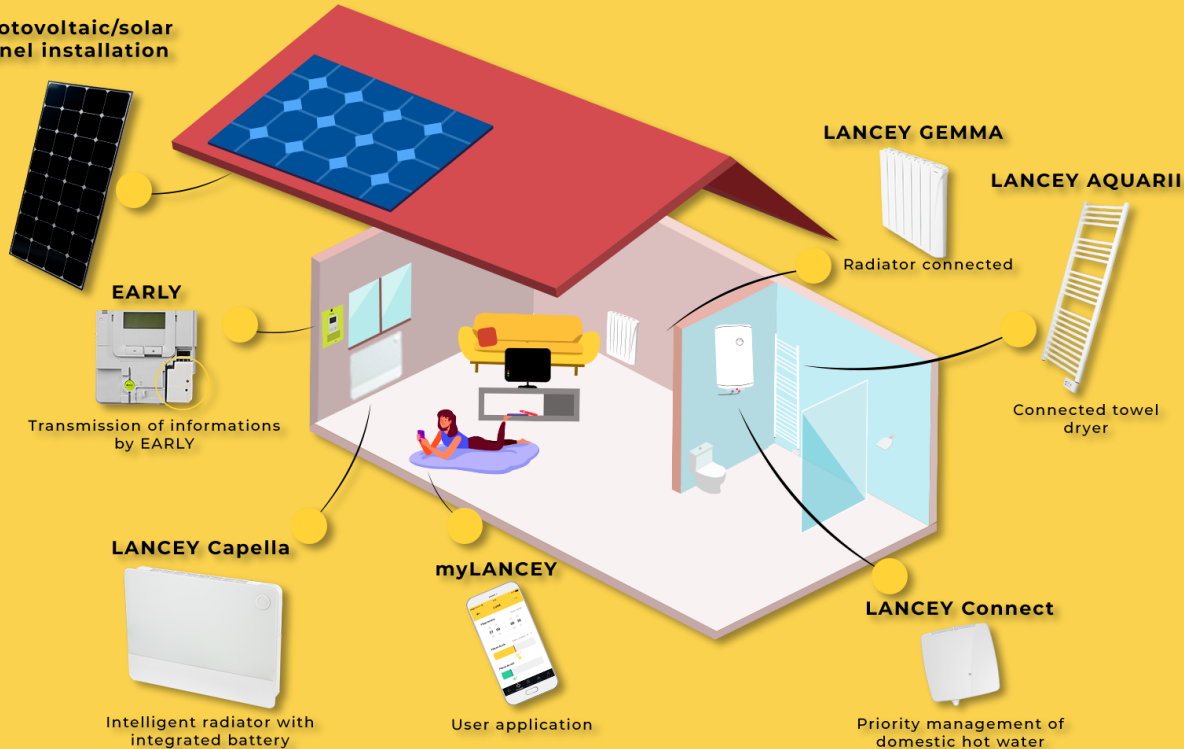 otovoltaic/solar
nel installation
LANCEY GEMMA
Radiator connected
LANCEY AQUARII
Connected towel
dryer
EARLY
Transmission of informations
by EARLY
LANCEY Capella
Intelligent radiator with
integrated battery
myLANCEY
User application
LANCEY Connect
Priority management of
domestic hot water